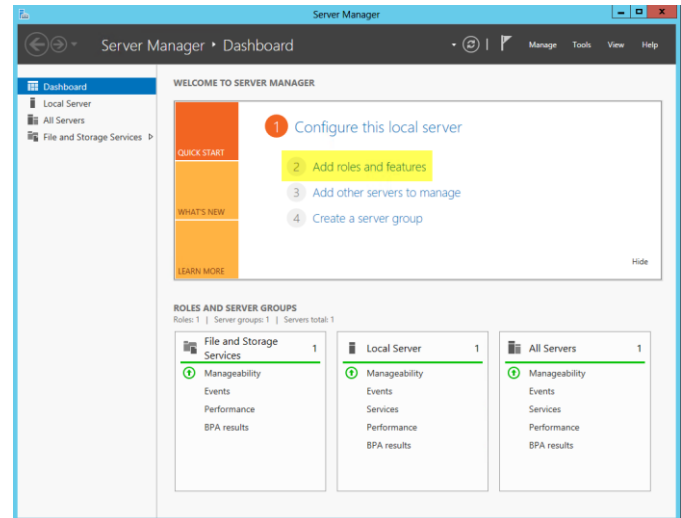 Server Manager
Server Manager • Dashboard
Manage Tools View Help
Dashboard
Local Server
All Servers
File and Storage Services
WELCOME TO SERVER MANAGER
QUICK START
WHAT'S NEW
LEARN MORE
1 Configure this local server
2 Add roles and features
3 Add other servers to manage
4 Create a server group
Hide
ROLES AND SERVER GROUPS
Roles: 1 | Server groups: 1 | Servers total: 1
File and Storage
Services 1
Manageability
Events
Performance
BPA results
Local Server 1
Manageability
Events
Services
Performance
BPA results
All Servers 1
Manageability
Events
Services
Performance
BPA results